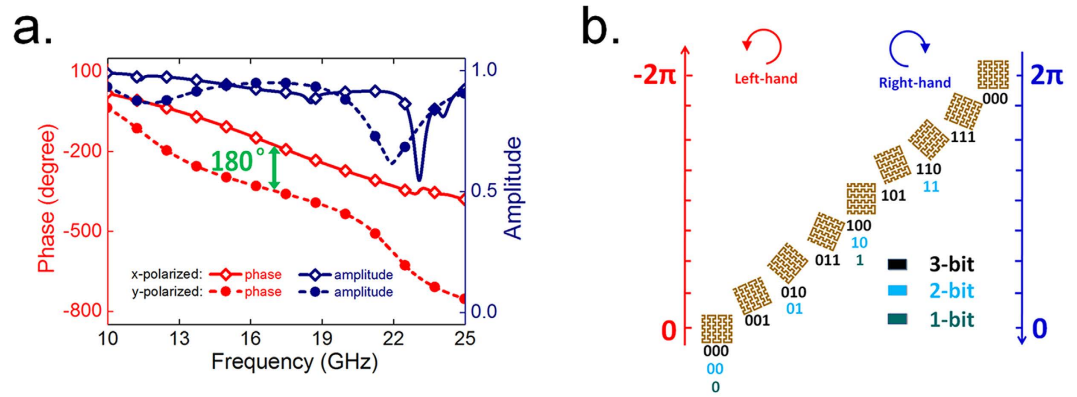 a.
100
-200
-500
-800
Phase (degree)
1.0
0.5
0.0
Amplitude
180°
x-polarized: phase amplitude
y-polarized: phase amplitude
10 13 16 19 22 25
Frequency (GHz)
b.
-2π
0
Left-hand
Right-hand
2π
0
000
111
110
11
101
100
10
1
011
010
01
001
000
00
0
3-bit
2-bit
1-bit